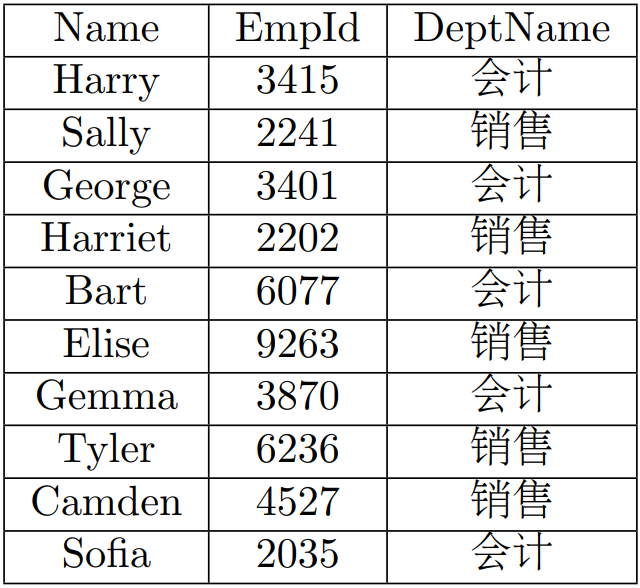 Name EmpId DeptName
Harry 3415 会计
Sally 2241 销售
George 3401 会计
Harriet 2202 销售
Bart 6077 会计
Elise 9263 销售
Gemma 3870 会计
Tyler 6236 销售
Camden 4527 销售
Sofia 2035 会计